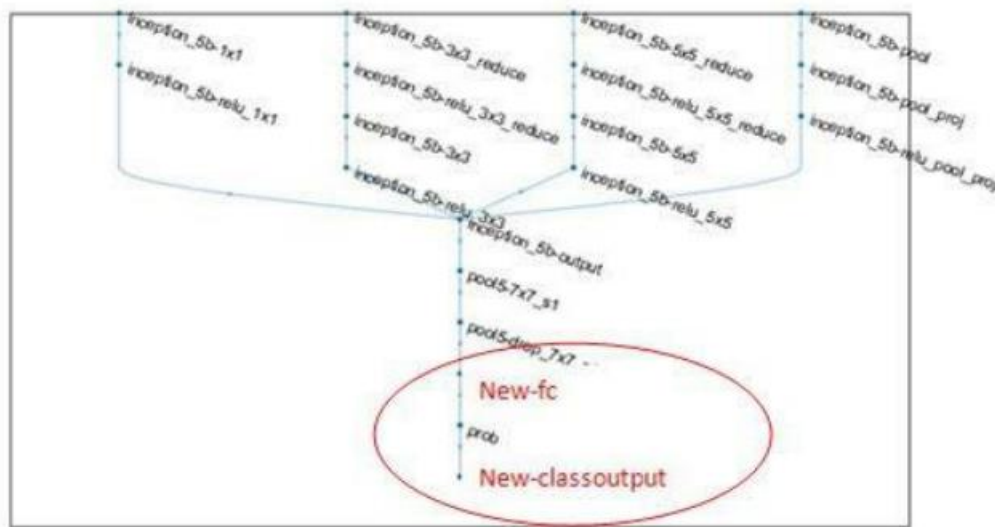 inception_5b-1x1
inception_5b-relu_1x1
inception_5b-3x3_reduce
inception_5b-relu_3x3_reduce
inception_5b-3x3
inception_5b-relu_3x3
inception_5b-5x5_reduce
inception_5b-relu_5x5_reduce
inception_5b-5x5
inception_5b-relu_5x5
inception_5b-pool
inception_5b-pool_proj
inception_5b-relu_pool_proj
inception_5b-output
pool5-7x7_s1
pool5-drop_7x7_
New-fc
prob
New-classoutput